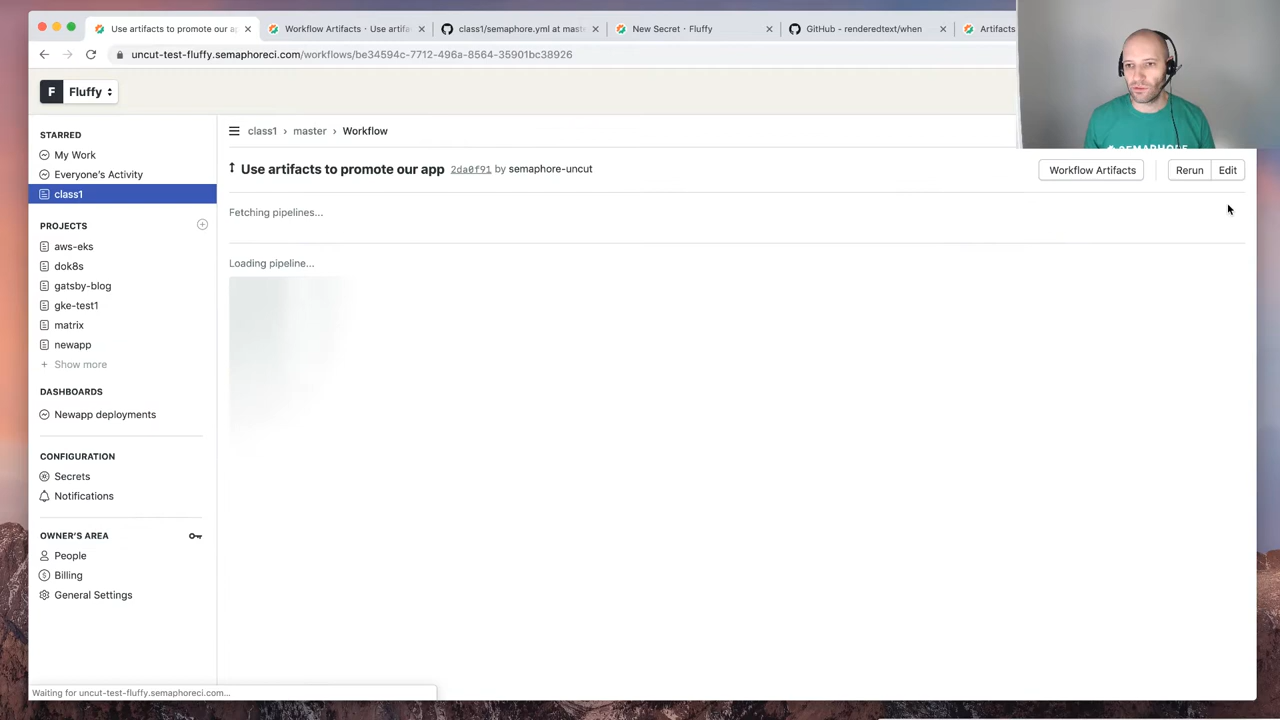 Use artifacts to promote our ap
Workflow Artifacts · Use artifac
class1/semaphore.yml at maste
New Secret · Fluffy
GitHub - renderedtext/when
Artifacts
uncut-test-fluffy.semaphoreci.com/workflows/be34594c-7712-496a-8564-35901bc38926
F Fluffy
STARRED
My Work
Everyone's Activity
class1
PROJECTS
aws-eks
dok8s
gatsby-blog
gke-test1
matrix
newapp
+ Show more
DASHBOARDS
Newapp deployments
CONFIGURATION
Secrets
Notifications
OWNER'S AREA
People
Billing
General Settings
class1 › master › Workflow
Use artifacts to promote our app 2da0f91 by semaphore-uncut
Workflow Artifacts
Rerun
Edit
Fetching pipelines...
Loading pipeline...
Waiting for uncut-test-fluffy.semaphoreci.com...